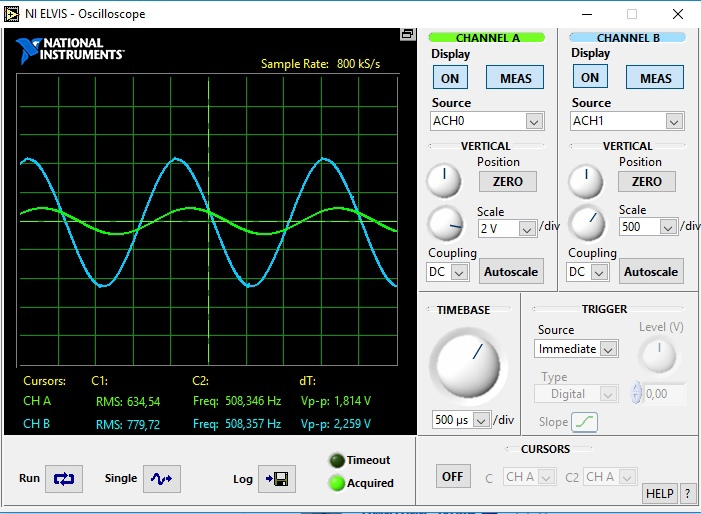 NI ELVIS - Oscilloscope
NATIONAL
INSTRUMENTS
Sample Rate: 800 kS/s
Cursors: C1: C2: dT:
CH A RMS: 634,54 Freq: 508,346 Hz Vp-p: 1,814 V
CH B RMS: 779,72 Freq: 508,357 Hz Vp-p: 2,259 V
Run
Single
Log
Timeout
Acquired
CHANNEL A
Display
ON MEAS
Source
ACH0
VERTICAL
Position
ZERO
Scale
2 V /div
Coupling
DC Autoscale
CHANNEL B
Display
ON MEAS
Source
ACH1
VERTICAL
Position
ZERO
Scale
500 /div
Coupling
DC Autoscale
TIMEBASE
500 µs /div
TRIGGER
Source
Immediate
Level (V)
Type
Digital
0,00
Slope
CURSORS
OFF C CH A C2 CH A
HELP ?